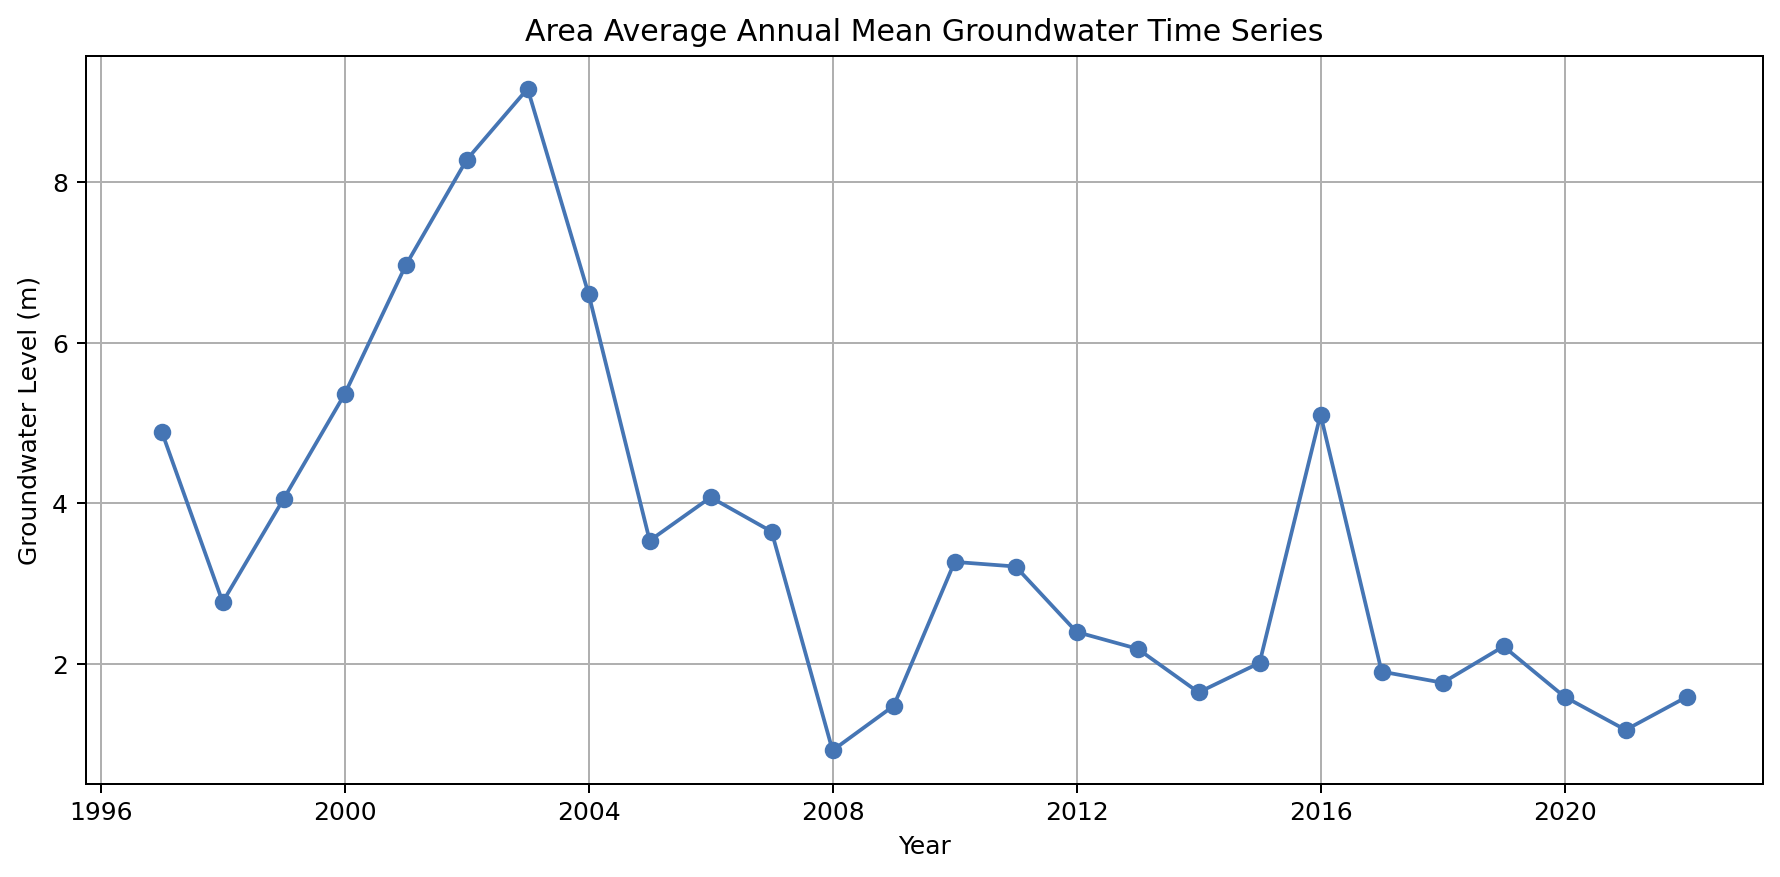 Area Average Annual Mean Groundwater Time Series
Groundwater Level (m)
8
6
4
2
1996 2000 2004 2008 2012 2016 2020
Year